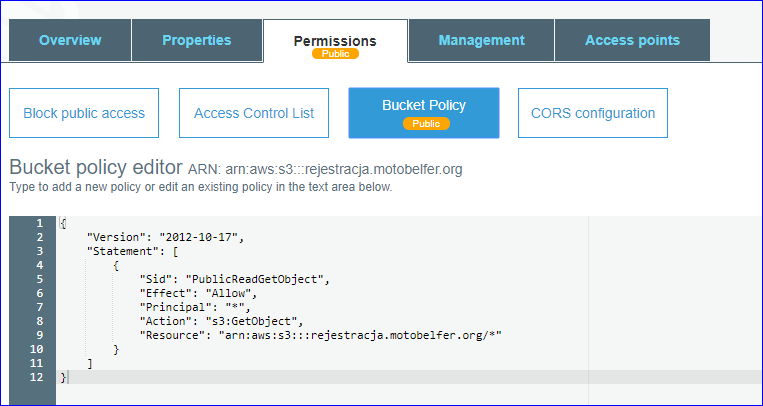 Overview Properties Permissions Management Access points
Public
Block public access Access Control List Bucket Policy CORS configuration
Public
Bucket policy editor ARN: arn:aws:s3:::rejestracja.motobelfer.org
Type to add a new policy or edit an existing policy in the text area below.
1 {
2 "Version": "2012-10-17",
3 "Statement": [
4 {
5 "Sid": "PublicReadGetObject",
6 "Effect": "Allow",
7 "Principal": "*",
8 "Action": "s3:GetObject",
9 "Resource": "arn:aws:s3:::rejestracja.motobelfer.org/*"
10 }
11 ]
12 }